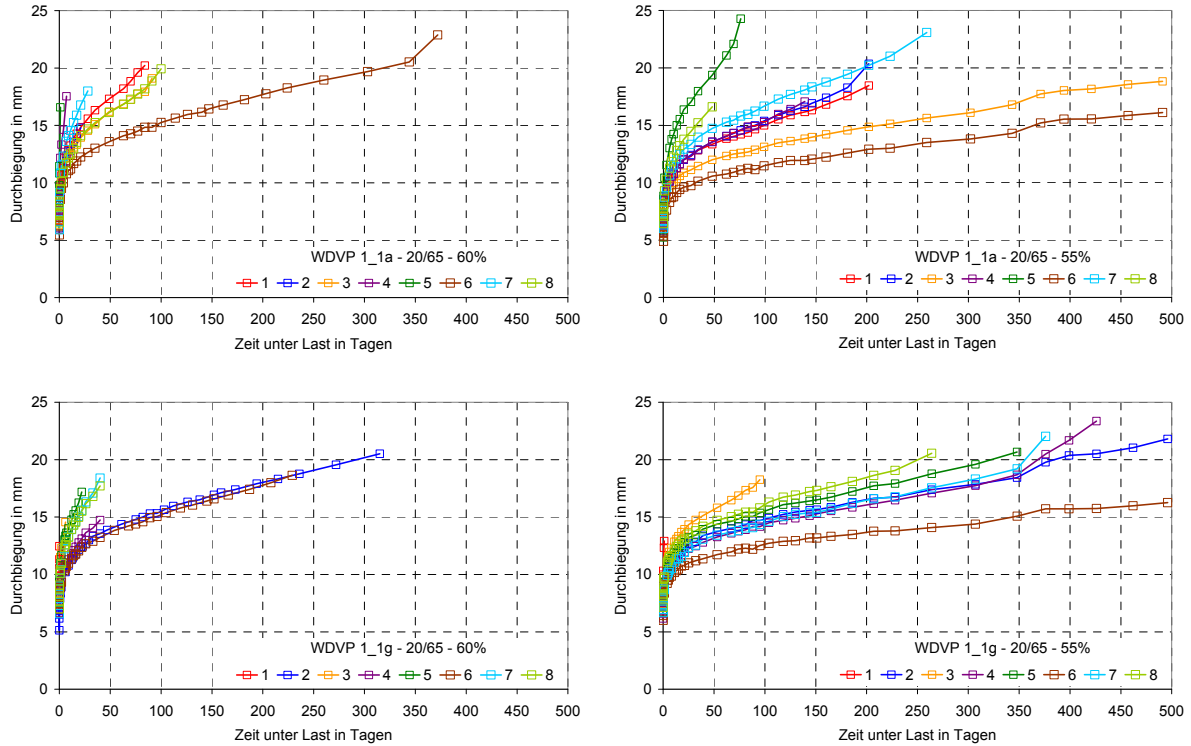 25
20
15
10
5
0
Durchbiegung in mm
WDVP 1_1a - 20/65 - 60%
1 2 3 4 5 6 7 8
0 50 100 150 200 250 300 350 400 450 500
Zeit unter Last in Tagen
25
20
15
10
5
0
Durchbiegung in mm
WDVP 1_1a - 20/65 - 55%
1 2 3 4 5 6 7 8
0 50 100 150 200 250 300 350 400 450 500
Zeit unter Last in Tagen
25
20
15
10
5
0
Durchbiegung in mm
WDVP 1_1g - 20/65 - 60%
1 2 3 4 5 6 7 8
0 50 100 150 200 250 300 350 400 450 500
Zeit unter Last in Tagen
25
20
15
10
5
0
Durchbiegung in mm
WDVP 1_1g - 20/65 - 55%
1 2 3 4 5 6 7 8
0 50 100 150 200 250 300 350 400 450 500
Zeit unter Last in Tagen